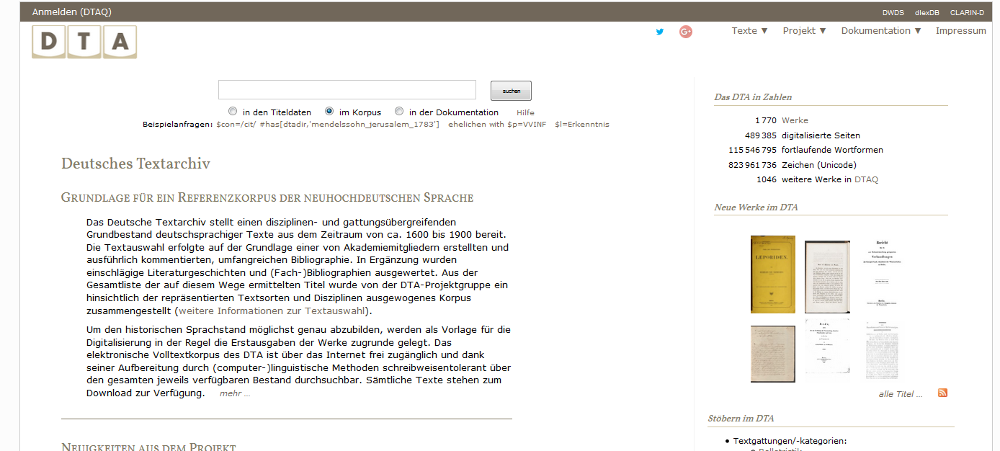 Anmelden (DTAQ)
DWDS dlexDB CLARIN-D
DTA
G+
Texte ▼ Projekt ▼ Dokumentation ▼ Impressum
suchen
in den Titeldaten im Korpus in der Dokumentation Hilfe
Beispielanfragen: $con=/cit/ #has[dtadir,'mendelssohn_jerusalem_1783'] ehelichen with $p=VVINF $l=Erkenntnis
Deutsches Textarchiv
Grundlage für ein Referenzkorpus der neuhochdeutschen Sprache
Das Deutsche Textarchiv stellt einen disziplinen- und gattungsübergreifenden
Grundbestand deutschsprachiger Texte aus dem Zeitraum von ca. 1600 bis 1900 bereit.
Die Textauswahl erfolgte auf der Grundlage einer von Akademiemitgliedern erstellten und
ausführlich kommentierten, umfangreichen Bibliographie. In Ergänzung wurden
einschlägige Literaturgeschichten und (Fach-)Bibliographien ausgewertet. Aus der
Gesamtliste der auf diesem Wege ermittelten Titel wurde von der DTA-Projektgruppe ein
hinsichtlich der repräsentierten Textsorten und Disziplinen ausgewogenes Korpus
zusammengestellt (weitere Informationen zur Textauswahl).
Um den historischen Sprachstand möglichst genau abzubilden, werden als Vorlage für die
Digitalisierung in der Regel die Erstausgaben der Werke zugrunde gelegt. Das
elektronische Volltextkorpus des DTA ist über das Internet frei zugänglich und dank
seiner Aufbereitung durch (computer-)linguistische Methoden schreibweisentolerant über
den gesamten jeweils verfügbaren Bestand durchsuchbar. Sämtliche Texte stehen zum
Download zur Verfügung. mehr ...
Neuigkeiten aus dem Projekt
Das DTA in Zahlen
1 770 Werke
489 385 digitalisierte Seiten
115 546 795 fortlaufende Wortformen
823 961 736 Zeichen (Unicode)
1046 weitere Werke in DTAQ
Neue Werke im DTA
LEPORIDEN.
Bericht
Verhandlungen
Berlin.
Rede,
alle Titel ...
Stöbern im DTA
• Textgattungen/-kategorien:
Belletristik